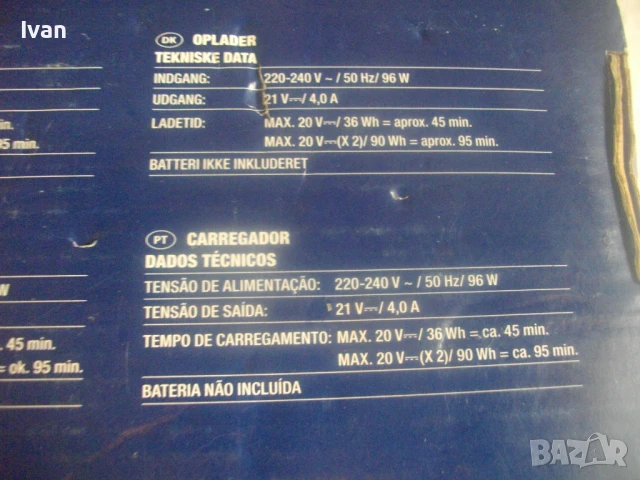 Ivan
DK OPLADER
TEKNISKE DATA
INDGANG: 220-240 V ~ / 50 Hz/ 96 W
UDGANG: 21 V⎓/ 4,0 A
LADETID: MAX. 20 V⎓/ 36 Wh = aprox. 45 min.
MAX. 20 V⎓(X 2)/ 90 Wh = aprox. 95 min.
BATTERI IKKE INKLUDERET
in.
95 min.
PT CARREGADOR
DADOS TÉCNICOS
TENSÃO DE ALIMENTAÇÃO: 220-240 V ~ / 50 Hz/ 96 W
TENSÃO DE SAÍDA: 21 V⎓/ 4,0 A
TEMPO DE CARREGAMENTO: MAX. 20 V⎓/ 36 Wh = ca. 45 min.
MAX. 20 V⎓(X 2)/ 90 Wh = ca. 95 min.
BATERIA NÃO INCLUÍDA
W
. 45 min.
= ok. 95 min.
BAZAR